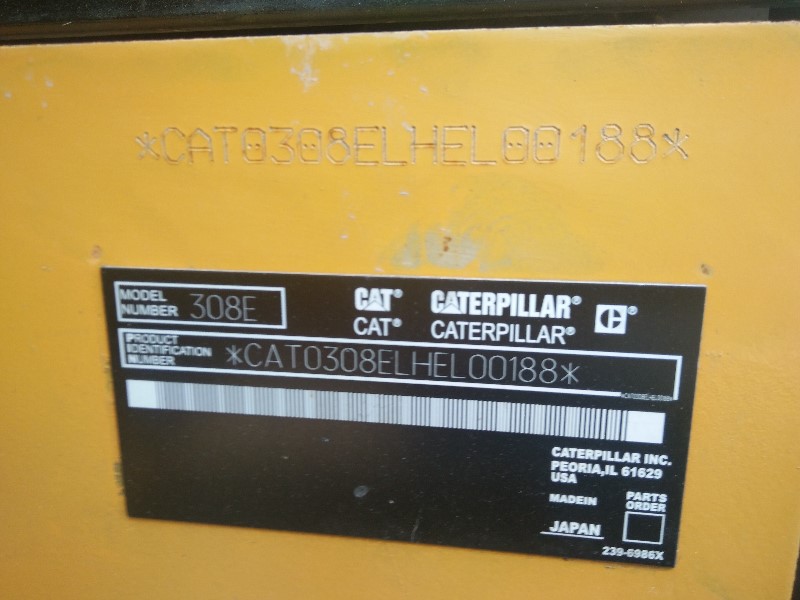 *CAT0308ELHEL00188*
MODEL NUMBER 308E
CAT® CATERPILLAR®
CAT® CATERPILLAR®
PRODUCT IDENTIFICATION NUMBER *CAT0308ELHEL00188*
CATERPILLAR INC.
PEORIA,IL 61629
USA
MADEIN PARTS ORDER
JAPAN
239-6986X